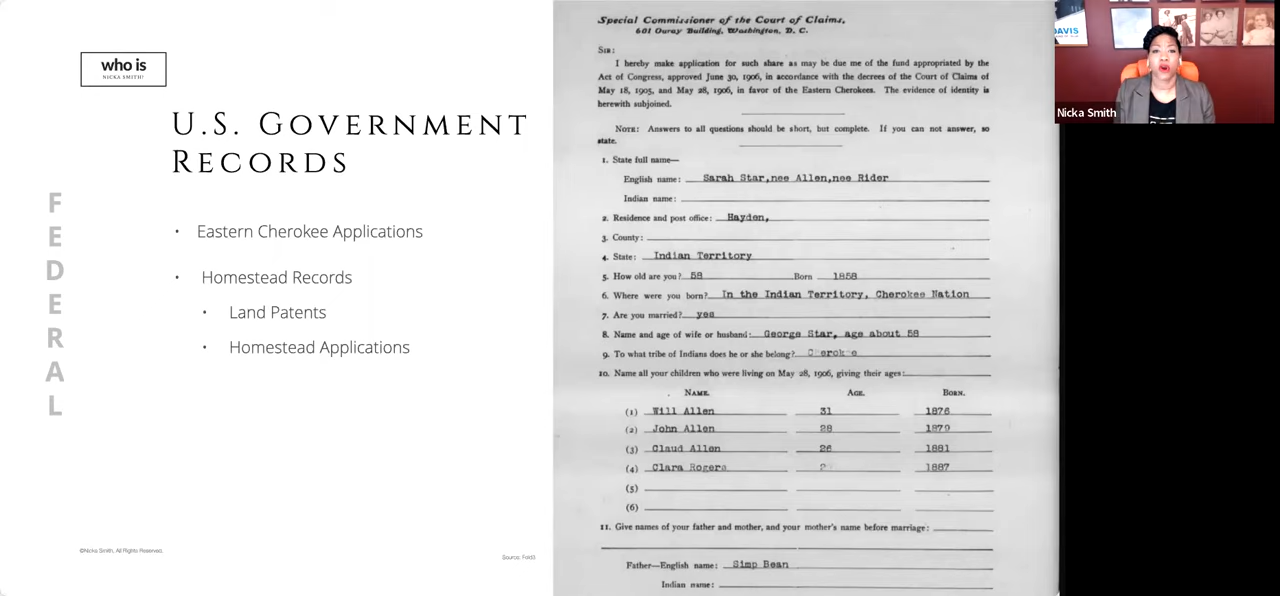 who is
NICKA SMITH?
U.S. GOVERNMENT
RECORDS
FEDERAL
• Eastern Cherokee Applications
• Homestead Records
• Land Patents
• Homestead Applications
©Nicka Smith. All Rights Reserved.
Source: Fold3
Special Commissioner of the Court of Claims,
601 Ouray Building, Washington, D. C.
SIR:
I hereby make application for such share as may be due me of the fund appropriated by the
Act of Congress, approved June 30, 1906, in accordance with the decrees of the Court of Claims of
May 18, 1905, and May 28, 1906, in favor of the Eastern Cherokees. The evidence of identity is
herewith subjoined.
NOTE: Answers to all questions should be short, but complete. If you can not answer, so
state.
1. State full name—
English name: Sarah Star,nee Allen,nee Rider
Indian name:
2. Residence and post office: Hayden,
3. County:
4. State: Indian Territory
5. How old are you? 58 Born 1858
6. Where were you born? In the Indian Territory, Cherokee Nation
7. Are you married? yes
8. Name and age of wife or husband: George Star, age about 58
9. To what tribe of Indians does he or she belong? Cherokee
10. Name all your children who were living on May 28, 1906, giving their ages:
NAME. AGE. BORN.
(1) Will Allen 31 1876
(2) John Allen 28 1879
(3) Claud Allen 26 1881
(4) Clara Rogers 1887
(5)
(6)
11. Give names of your father and mother, and your mother's name before marriage:
Father—English name: Simp Bean
Indian name:
DAVIS
Nicka Smith